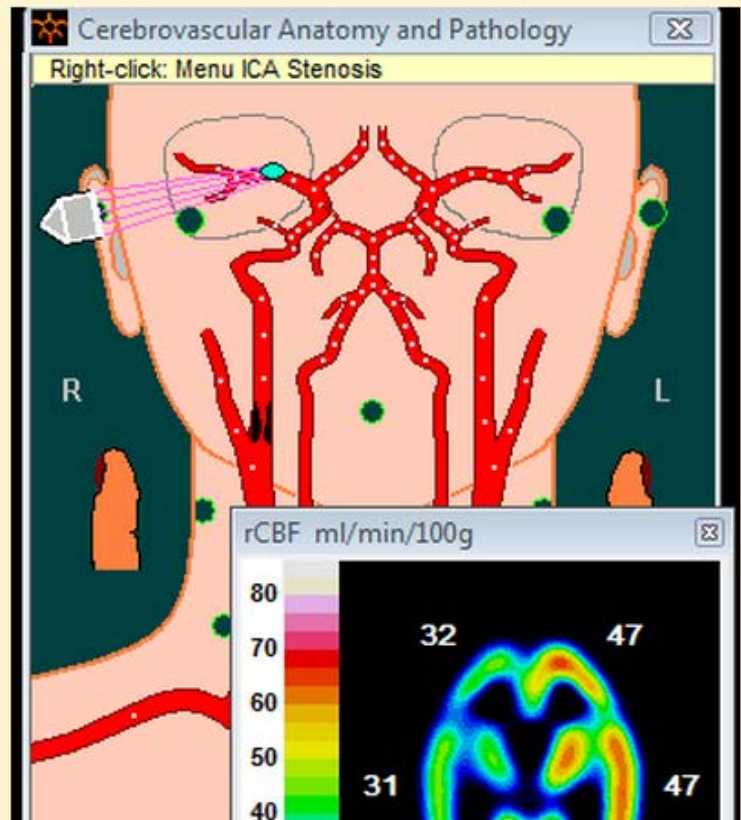 Cerebrovascular Anatomy and Pathology
Right-click: Menu ICA Stenosis
R
L
rCBF ml/min/100g
80
70
60
50
40
32
47
31
47